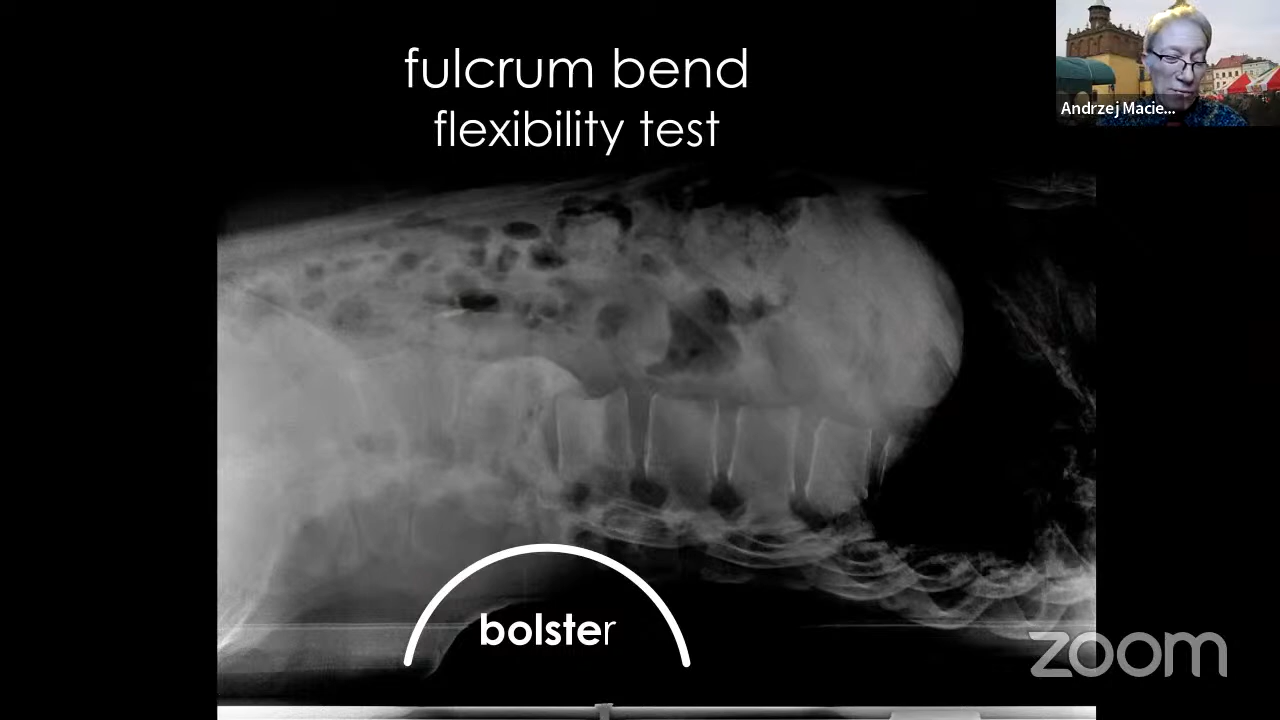 fulcrum bend
flexibility test
Andrzej Macie...
bolster
zoom